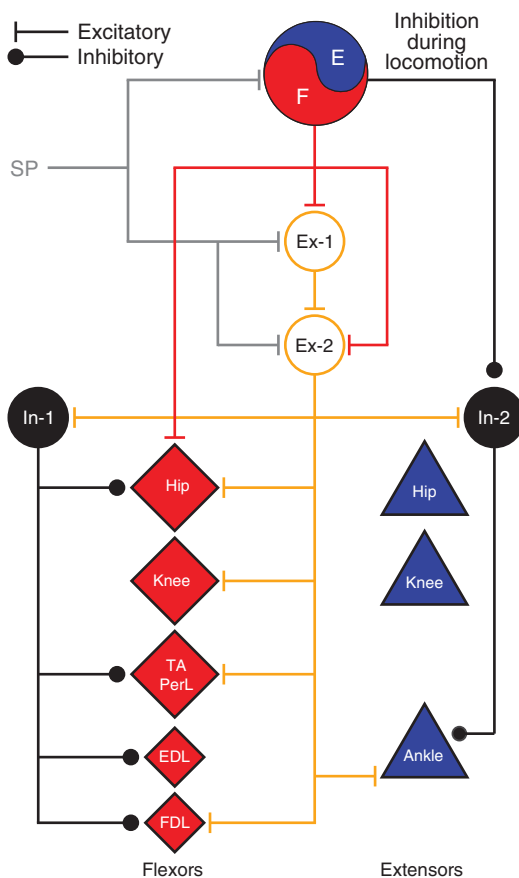 Excitatory
Inhibitory
Inhibition
during
locomotion
E
F
SP
Ex-1
Ex-2
In-1
In-2
Hip
Hip
Knee
Knee
TA
PerL
EDL
Ankle
FDL
Flexors
Extensors